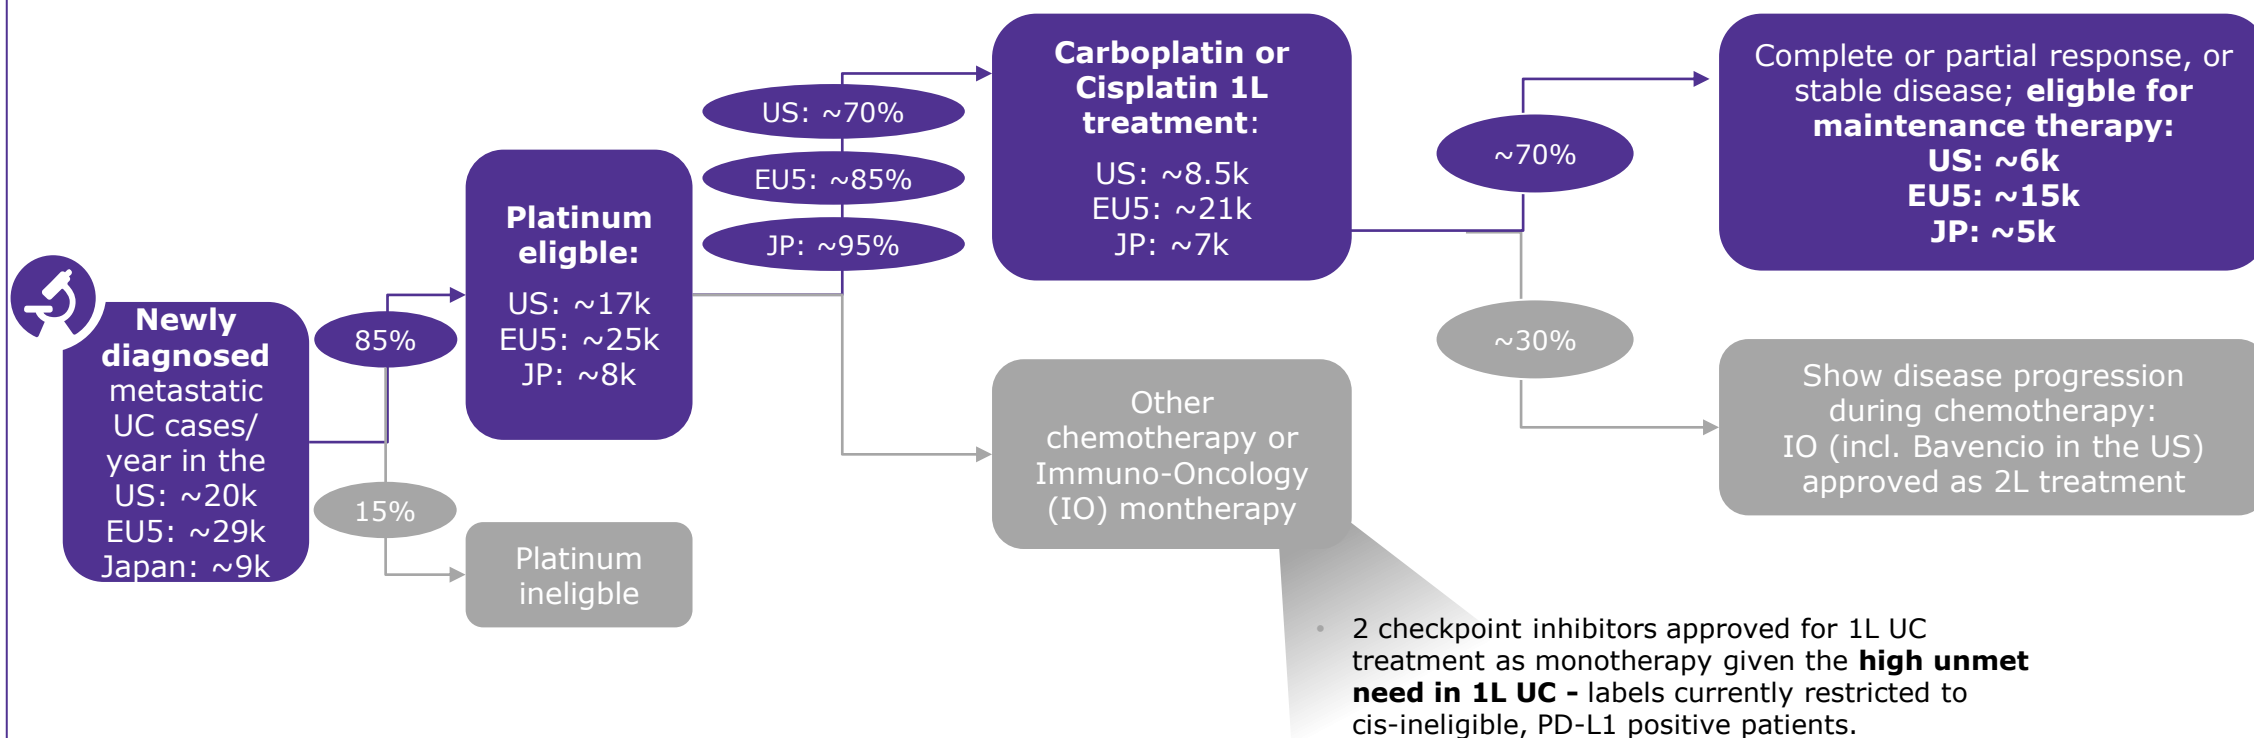 Newly
diagnosed
metastatic
UC cases/
year in the
US: ~20k
EU5: ~29k
Japan: ~9k
85%
15%
Platinum
eligble:
US: ~17k
EU5: ~25k
JP: ~8k
Platinum
ineligble
US: ~70%
EU5: ~85%
JP: ~95%
Carboplatin or
Cisplatin 1L
treatment:
US: ~8.5k
EU5: ~21k
JP: ~7k
Other
chemotherapy or
Immuno-Oncology
(IO) montherapy
~70%
~30%
Complete or partial response, or
stable disease; eligble for
maintenance therapy:
US: ~6k
EU5: ~15k
JP: ~5k
Show disease progression
during chemotherapy:
IO (incl. Bavencio in the US)
approved as 2L treatment
• 2 checkpoint inhibitors approved for 1L UC
treatment as monotherapy given the high unmet
need in 1L UC - labels currently restricted to
cis-ineligible, PD-L1 positive patients.